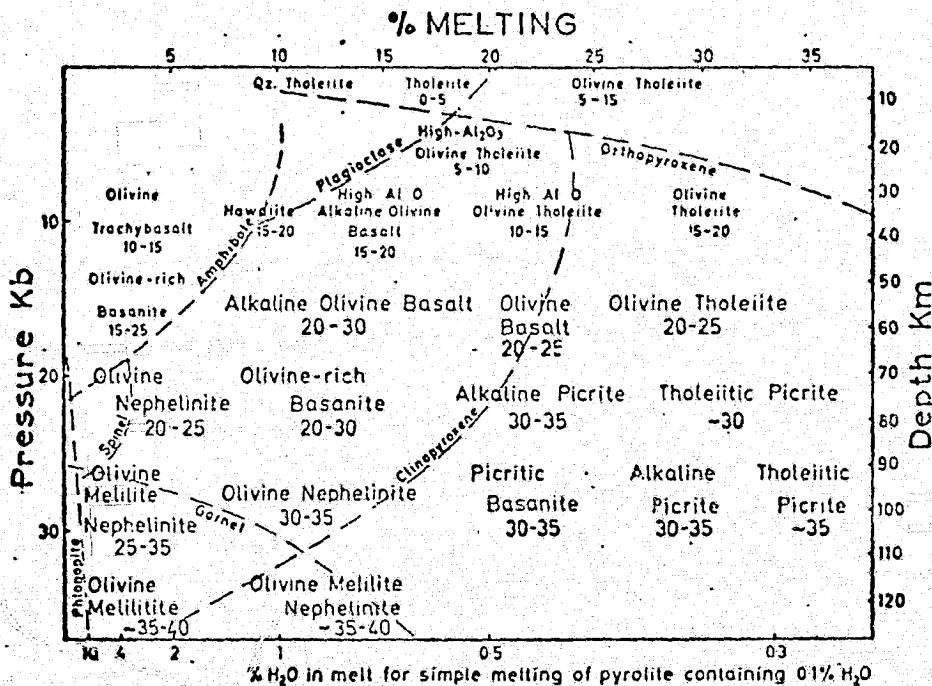 % MELTING
5 10 15 20 25 30 35
Qz. Tholeiite
Tholeiite
0-5
Olivine Tholeiite
5-15
High-Al₂O₃
Olivine Tholeiite
5-10
Plagioclase
Orthopyroxene
Olivine
Trachybasalt
10-15
Hawaiite
15-20
High Al O
Alkaline Olivine
Basalt
15-20
High Al O
Olivine Tholeiite
10-15
Olivine
Tholeiite
15-20
Amphibole
Olivine-rich
Basanite
15-25
Alkaline Olivine Basalt
20-30
Olivine
Basalt
20-25
Olivine Tholeiite
20-25
Olivine
Nephelinite
20-25
Olivine-rich
Basanite
20-30
Alkaline Picrite
30-35
Tholeiitic Picrite
~30
Spinel
Clinopyroxene
Olivine
Melilite
Nephelinite
25-35
Garnet
Olivine Nephelinite
30-35
Picritic
Basanite
30-35
Alkaline
Picrite
30-35
Tholeiitic
Picrite
~35
Phlogopite
Olivine
Melilitite
~35-40
Olivine Melilite
Nephelinite
~35-40
Pressure Kb
10
20
30
Depth Km
10
20
30
40
50
60
70
80
90
100
110
120
4 2 1 0.5 0.3
% H₂O in melt for simple melting of pyrolite containing 0.1% H₂O